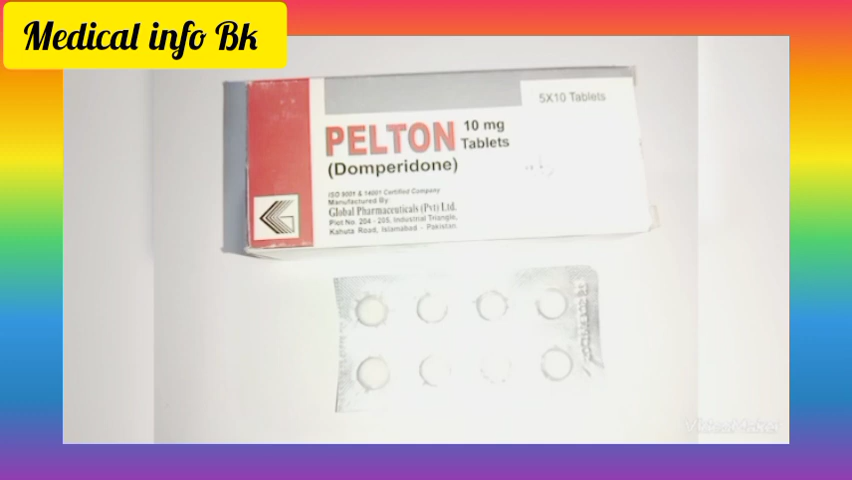 Medical info Bk
5X10 Tablets
PELTON 10 mg
Tablets
(Domperidone)
ISO 9001 & 14001 Certified Company
Manufactured By
Global Pharmaceuticals (Pvt) Ltd.
Plot No. 204 - 205, Industrial Triangle,
Kahuta Road, Islamabad - Pakistan.
VideoMaker